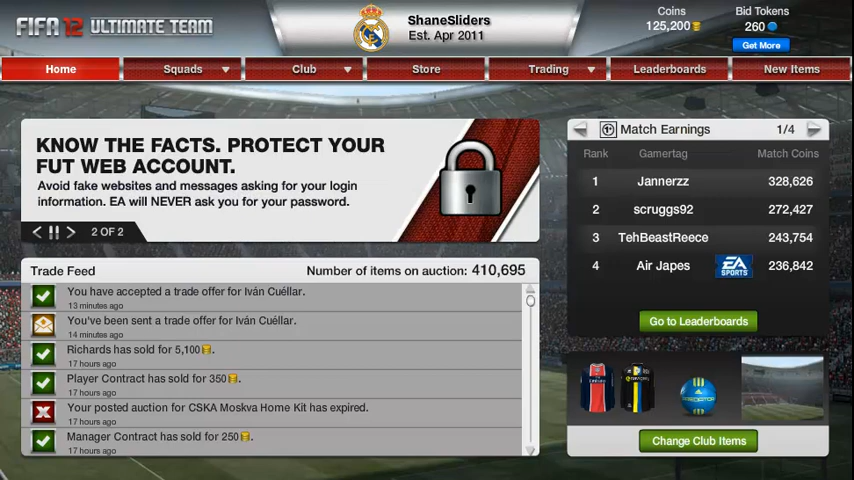 FIFA 12 ULTIMATE TEAM
ShaneSliders
Est. Apr 2011
Coins
125,200
Bid Tokens
260
Get More
Home
Squads
Club
Store
Trading
Leaderboards
New Items
KNOW THE FACTS. PROTECT YOUR
FUT WEB ACCOUNT.
Avoid fake websites and messages asking for your login
information. EA will NEVER ask you for your password.
2 OF 2
Match Earnings
1/4
Rank Gamertag Match Coins
1 Jannerzz 328,626
2 scruggs92 272,427
3 TehBeastReece 243,754
4 Air Japes EA SPORTS 236,842
Go to Leaderboards
Trade Feed
Number of items on auction: 410,695
You have accepted a trade offer for Iván Cuéllar.
13 minutes ago
You've been sent a trade offer for Iván Cuéllar.
14 minutes ago
Richards has sold for 5,100.
17 hours ago
Player Contract has sold for 350.
17 hours ago
Your posted auction for CSKA Moskva Home Kit has expired.
17 hours ago
Manager Contract has sold for 250.
17 hours ago
Change Club Items